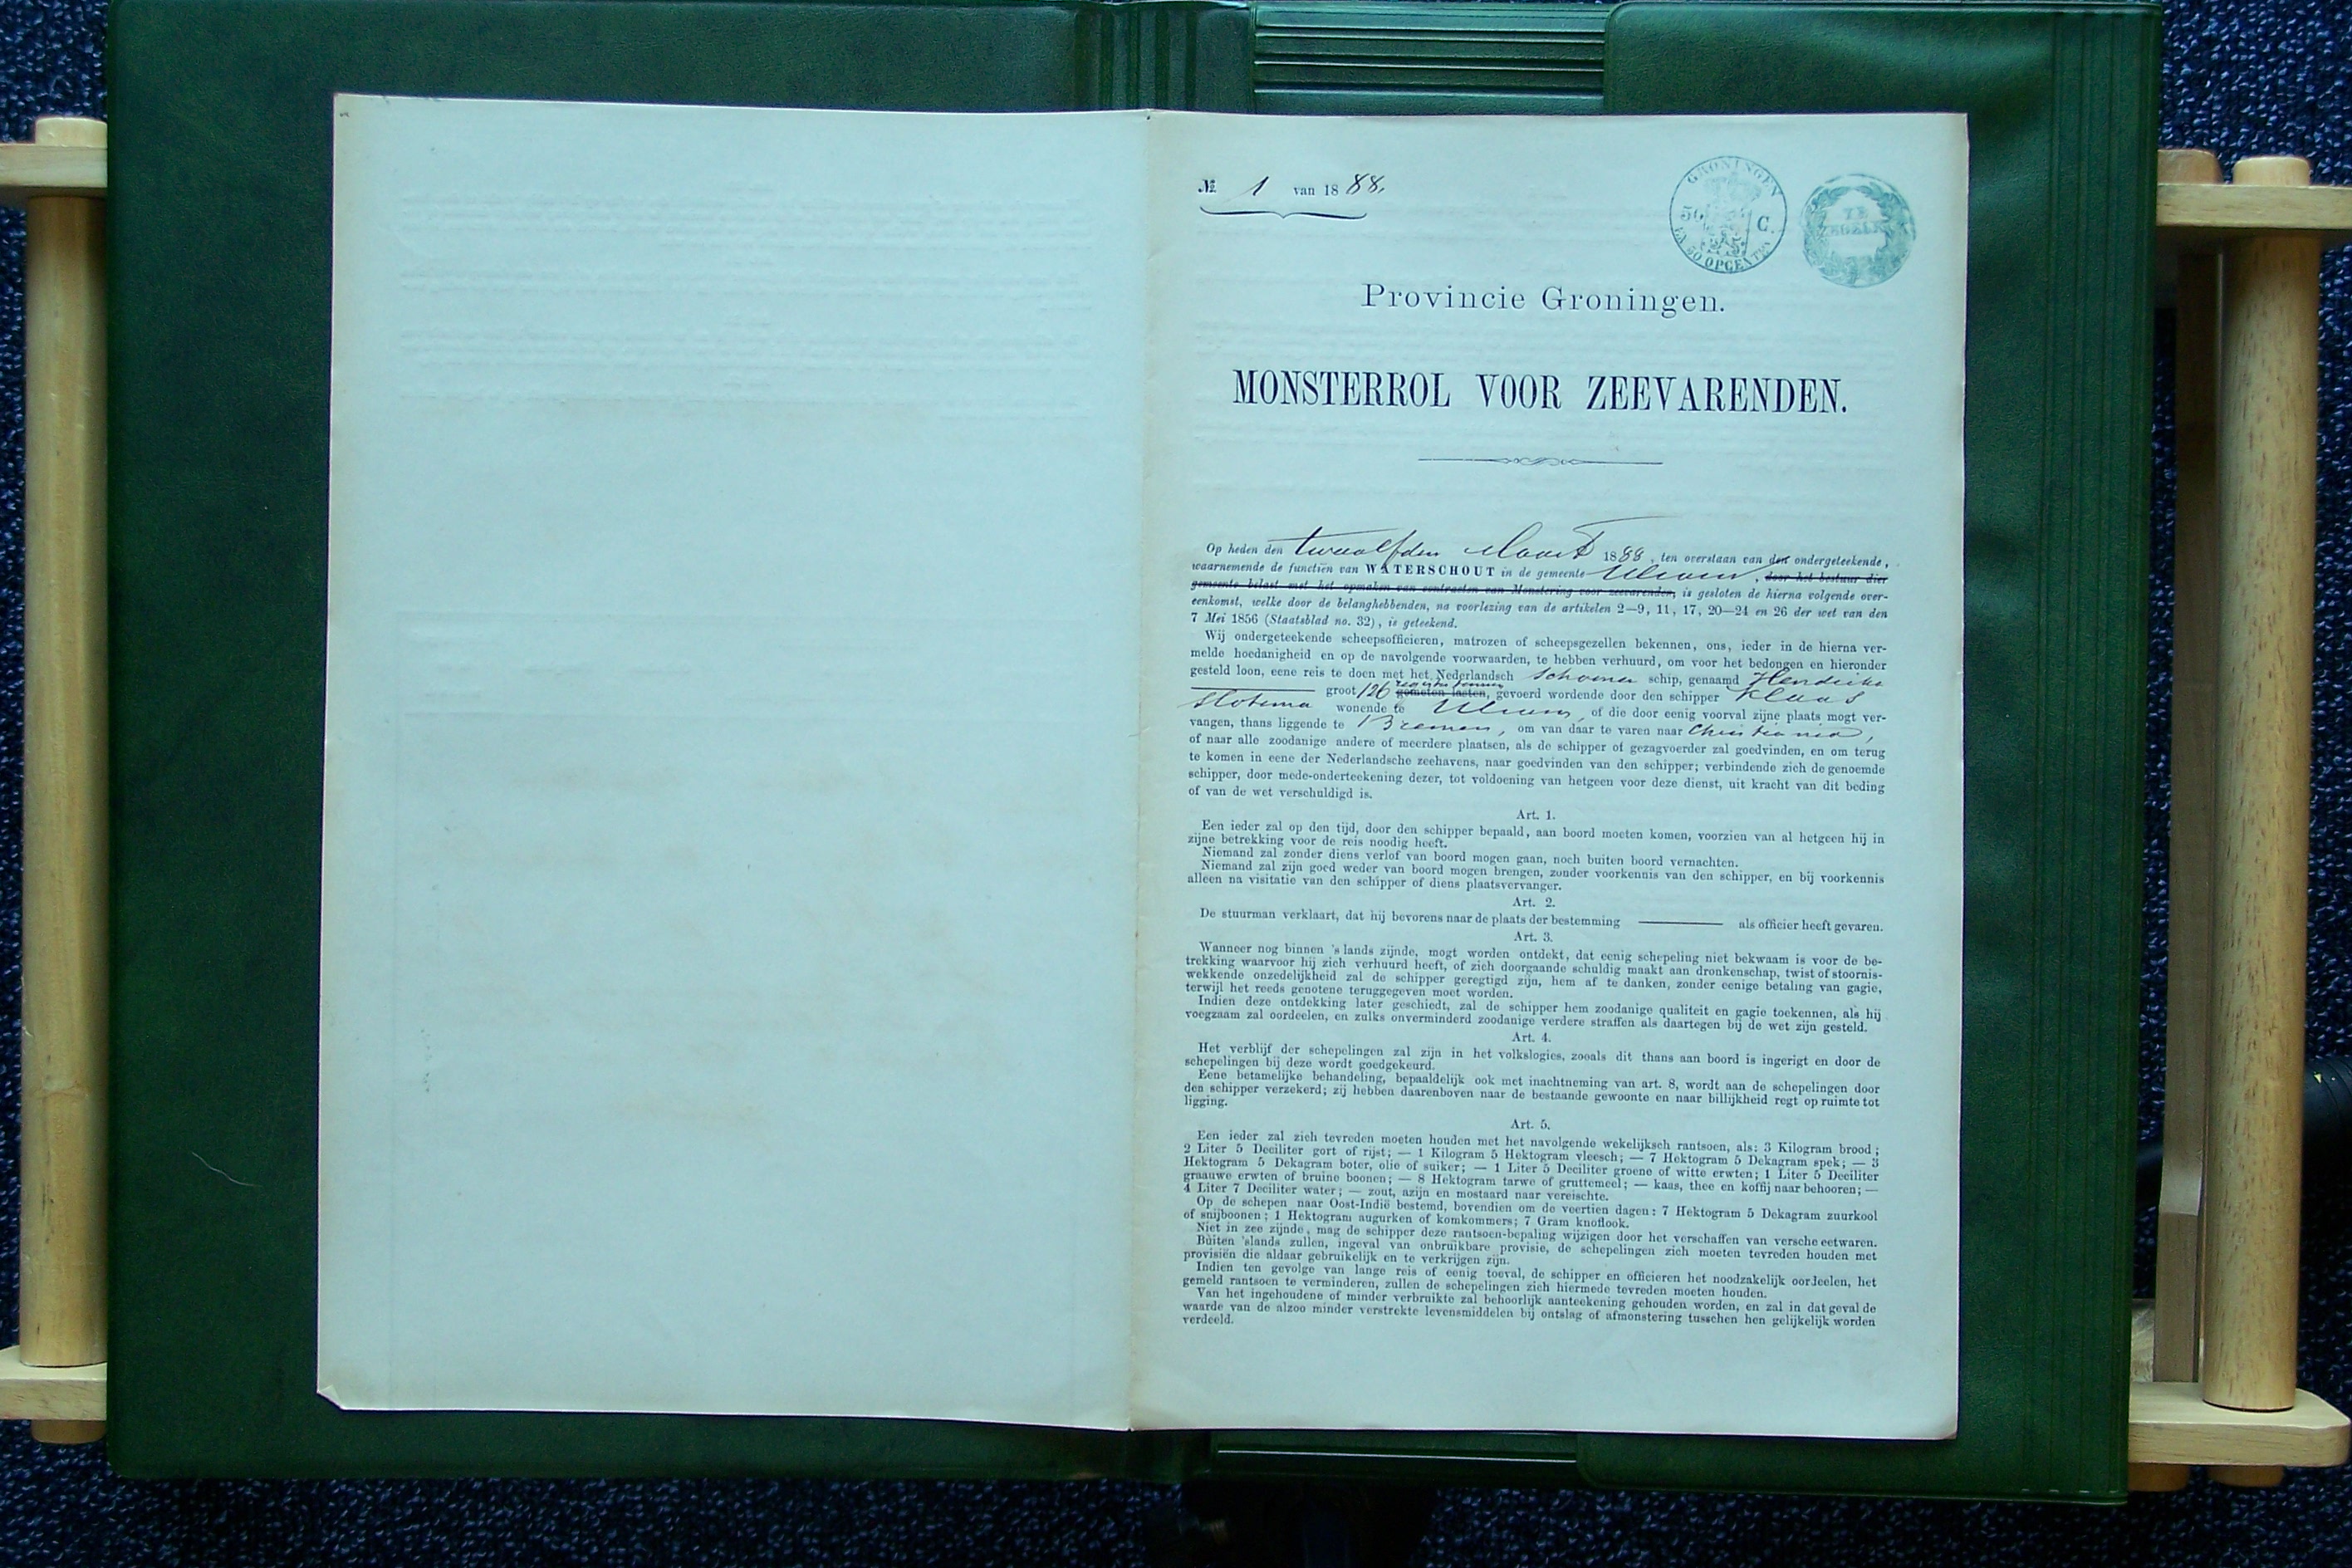 № 1 van 1888.
GRONINGEN
50 C.
EN 50 OPCENTEN
TE
ZEGELEN
Provincie Groningen.
MONSTERROL VOOR ZEEVARENDEN.
Op heden den twaalfden Maart 1888, ten overstaan van den ondergeteekende,
waarnemende de functiën van WATERSCHOUT in de gemeente Ulrum, door het bestuur dier
gemeente belast met het opmaken van contracten van Monstering voor zeevarenden, is gesloten de hierna volgende over-
eenkomst, welke door de belanghebbenden, na voorlezing van de artikelen 2—9, 11, 17, 20—24 en 26 der wet van den
7 Mei 1856 (Staatsblad no. 32), is geteekend.
Wij ondergeteekende scheepsofficieren, matrozen of scheepsgezellen bekennen, ons, ieder in de hierna ver-
melde hoedanigheid en op de navolgende voorwaarden, te hebben verhuurd, om voor het bedongen en hieronder
gesteld loon, eene reis te doen met het Nederlandsch schoener schip, genaamd Hendrika
groot 126 register tonnen gemeten lasten, gevoerd wordende door den schipper Klaas
Slotema wonende te Ulrum, of die door eenig voorval zijne plaats mogt ver-
vangen, thans liggende te Bremen, om van daar te varen naar Christiania,
of naar alle zoodanige andere of meerdere plaatsen, als de schipper of gezagvoerder zal goedvinden, en om terug
te komen in eene der Nederlandsche zeehavens, naar goedvinden van den schipper; verbindende zich de genoemde
schipper, door mede-onderteekening dezer, tot voldoening van hetgeen voor deze dienst, uit kracht van dit beding
of van de wet verschuldigd is.
Art. 1.
Een ieder zal op den tijd, door den schipper bepaald, aan boord moeten komen, voorzien van al hetgeen hij in
zijne betrekking voor de reis noodig heeft.
Niemand zal zonder diens verlof van boord mogen gaan, noch buiten boord vernachten.
Niemand zal zijn goed weder van boord mogen brengen, zonder voorkennis van den schipper, en bij voorkennis
alleen na visitatie van den schipper of diens plaatsvervanger.
Art. 2.
De stuurman verklaart, dat hij bevorens naar de plaats der bestemming ——— als officier heeft gevaren.
Art. 3.
Wanneer nog binnen 's lands zijnde, mogt worden ontdekt, dat eenig schepeling niet bekwaam is voor de be-
trekking waarvoor hij zich verhuurd heeft, of zich doorgaande schuldig maakt aan dronkenschap, twist of stoornis-
wekkende onzedelijkheid zal de schipper geregtigd zijn, hem af te danken, zonder eenige betaling van gagie,
terwijl het reeds genotene teruggegeven moet worden.
Indien deze ontdekking later geschiedt, zal de schipper hem zoodanige qualiteit en gagie toekennen, als hij
voegzaam zal oordeelen, en zulks onverminderd zoodanige verdere straffen als daartegen bij de wet zijn gesteld.
Art. 4.
Het verblijf der schepelingen zal zijn in het volkslogies, zooals dit thans aan boord is ingerigt en door de
schepelingen bij deze wordt goedgekeurd.
Eene betamelijke behandeling, bepaaldelijk ook met inachtneming van art. 8, wordt aan de schepelingen door
den schipper verzekerd; zij hebben daarenboven naar de bestaande gewoonte en naar billijkheid regt op ruimte tot
ligging.
Art. 5.
Een ieder zal zich tevreden moeten houden met het navolgende wekelijksch rantsoen, als: 3 Kilogram brood;
2 Liter 5 Deciliter gort of rijst; — 1 Kilogram 5 Hektogram vleesch; — 7 Hektogram 5 Dekagram spek; — 3
Hektogram 5 Dekagram boter, olie of suiker; — 1 Liter 5 Deciliter groene of witte erwten; 1 Liter 5 Deciliter
graauwe erwten of bruine boonen; — 8 Hektogram tarwe of gruttemeel; — kaas, thee en koffij naar behooren; —
4 Liter 7 Deciliter water; — zout, azijn en mostaard naar vereischte.
Op de schepen naar Oost-Indië bestemd, bovendien om de veertien dagen: 7 Hektogram 5 Dekagram zuurkool
of snijboonen; 1 Hektogram augurken of komkommers; 7 Gram knoflook.
Niet in zee zijnde, mag de schipper deze rantsoen-bepaling wijzigen door het verschaffen van versche eetwaren.
Buiten 'slands zullen, ingeval van onbruikbare provisie, de schepelingen zich moeten tevreden houden met
provisiën die aldaar gebruikelijk en te verkrijgen zijn.
Indien ten gevolge van lange reis of eenig toeval, de schipper en officieren het noodzakelijk oordeelen, het
gemeld rantsoen te verminderen, zullen de schepelingen zich hiermede tevreden moeten houden.
Van het ingehoudene of minder verbruikte zal behoorlijk aanteekening gehouden worden, en zal in dat geval de
waarde van de alzoo minder verstrekte levensmiddelen bij ontslag of afmonstering tusschen hen gelijkelijk worden
verdeeld.